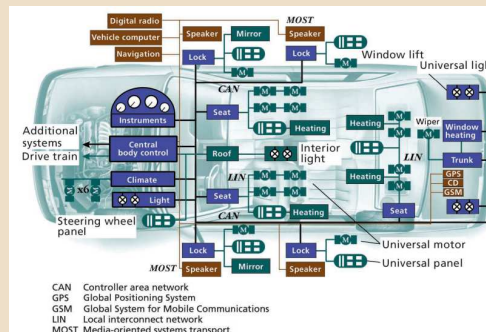 Digital radio
Vehicle computer
Navigation
Speaker
Mirror
MOST
Speaker
Lock
M
Lock
M
Window lift
Universal light
CAN
Instruments
Seat
M M
M M
Heating
Heating
M
M
Wiper
M
Window heating
Additional systems
Drive train
Central body control
Roof
Interior light
LIN
Trunk
Climate
M x6
Light
LIN
Seat
M M
M M
Heating
Heating
M
M
Seat
GPS
CD
GSM
CAN
Steering wheel panel
Universal motor
M
M
Lock
Lock
Universal panel
MOST
Speaker
Mirror
Speaker
CAN Controller area network
GPS Global Positioning System
GSM Global System for Mobile Communications
LIN Local interconnect network
MOST Media-oriented systems transport